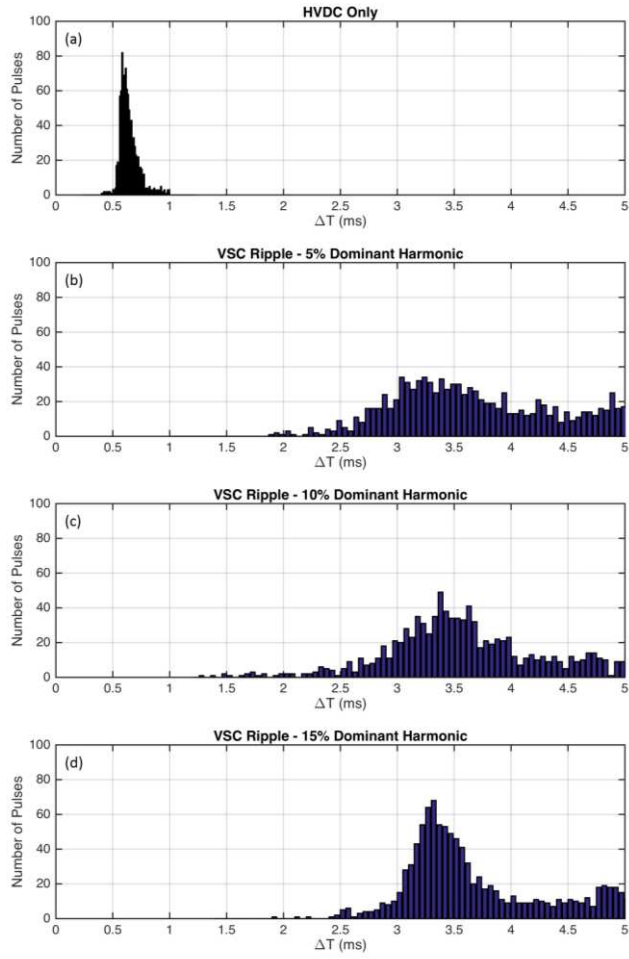 HVDC Only
(a)
Number of Pulses
100
80
60
40
20
0
0 0.5 1 1.5 2 2.5 3 3.5 4 4.5 5
ΔT (ms)
VSC Ripple - 5% Dominant Harmonic
(b)
Number of Pulses
100
80
60
40
20
0
0 0.5 1 1.5 2 2.5 3 3.5 4 4.5 5
ΔT (ms)
VSC Ripple - 10% Dominant Harmonic
(c)
Number of Pulses
100
80
60
40
20
0
0 0.5 1 1.5 2 2.5 3 3.5 4 4.5 5
ΔT (ms)
VSC Ripple - 15% Dominant Harmonic
(d)
Number of Pulses
100
80
60
40
20
0
0 0.5 1 1.5 2 2.5 3 3.5 4 4.5 5
ΔT (ms)